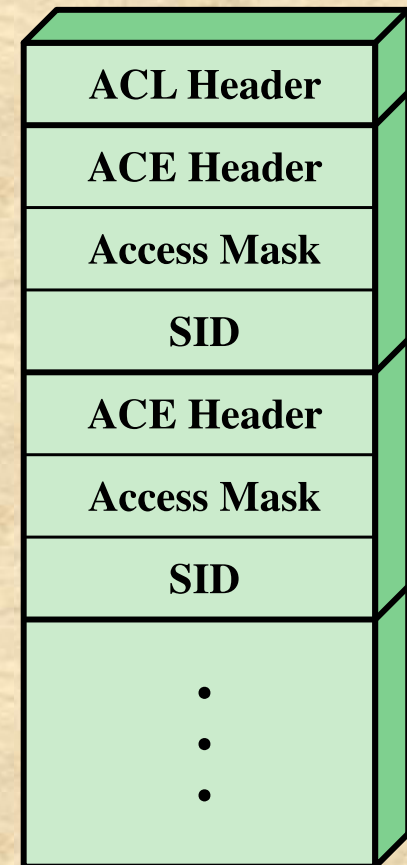 ACL Header
ACE Header
Access Mask
SID
ACE Header
Access Mask
SID
•
•
•